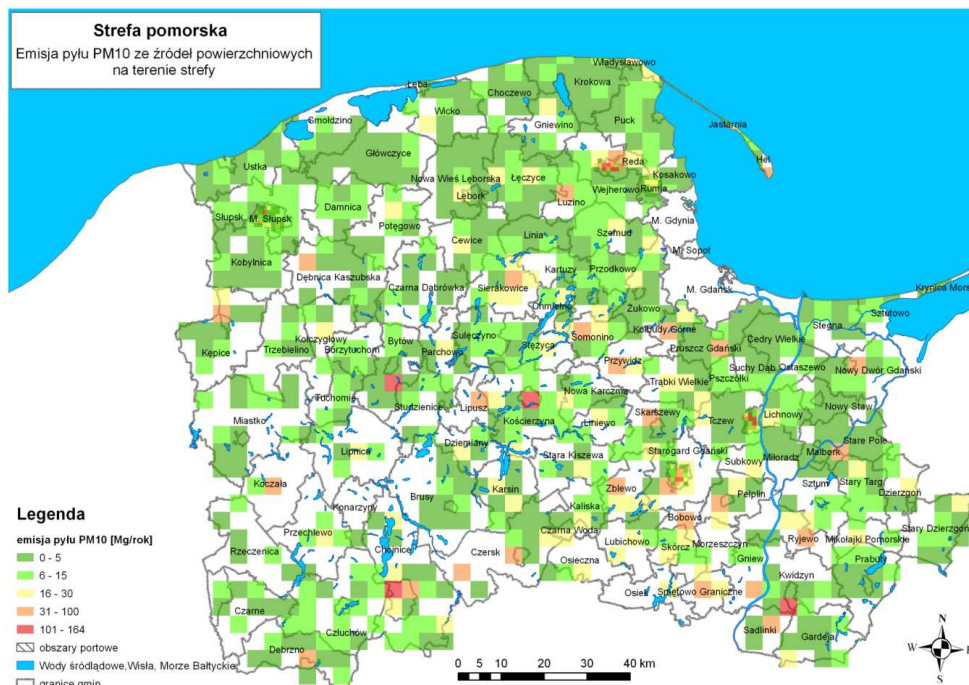 Strefa pomorska
Emisja pyłu PM10 ze źródeł powierzchniowych
na terenie strefy
Władysławowo
Łeba
Choczewo
Krokowa
Wicko
Puck
Gniewino
Smołdzino
Jastarnia
Główczyce
Hel
Reda
Ustka
Nowa Wieś Lęborska
Łęczyce
Kosakowo
Wejherowo
Rumia
Lębork
Luzino
Damnica
Słupsk
M. Słupsk
M. Gdynia
Potęgowo
Linia
Szemud
Cewice
M. Sopot
Kobylnica
Kartuzy
Przodkowo
Dębnica Kaszubska
Czarna Dąbrówka
Sierakowice
M. Gdańsk
Krynica Mors
Chmielno
Żukowo
Sztutowo
Stegna
Kołczygłowy
Sulęczyno
Kolbudy Górne
Kępice
Trzebielino
Borzytuchom
Bytów
Parchowo
Stężyca
Somonino
Pruszcz Gdański
Cedry Wielkie
Przywidz
Suchy Dąb
Ostaszewo
Nowy Dwór Gdański
Trąbki Wielkie
Pszczółki
Tuchomie
Studzienice
Lipusz
Nowa Karczma
Nowy Staw
Miastko
Kościerzyna
Liniewo
Skarszewy
Tczew
Lichnowy
Lipnica
Dziemiany
Stara Kiszewa
Starogard Gdański
Subkowy
Miłoradz
Malbork
Stare Pole
Koczała
Karsin
Zblewo
Sztum
Stary Targ
Dzierzgoń
Konarzyny
Brusy
Kaliska
Pelplin
Bobowo
Przechlewo
Czarna Woda
Lubichowo
Stary Dzierzgoń
Rzeczenica
Chojnice
Czersk
Osieczna
Skórcz
Morzeszczyn
Ryjewo
Mikołajki Pomorskie
Gniew
Prabuty
Kwidzyn
Osiek
Smętowo Graniczne
Czarne
Człuchów
Sadlinki
Gardeja
Debrzno
Legenda
emisja pyłu PM10 [Mg/rok]
0 - 5
6 - 15
16 - 30
31 - 100
101 - 164
obszary portowe
Wody śródlądowe,Wisła, Morze Bałtyckie
granice gmin
0 5 10 20 30 40 km
N
W
E
S